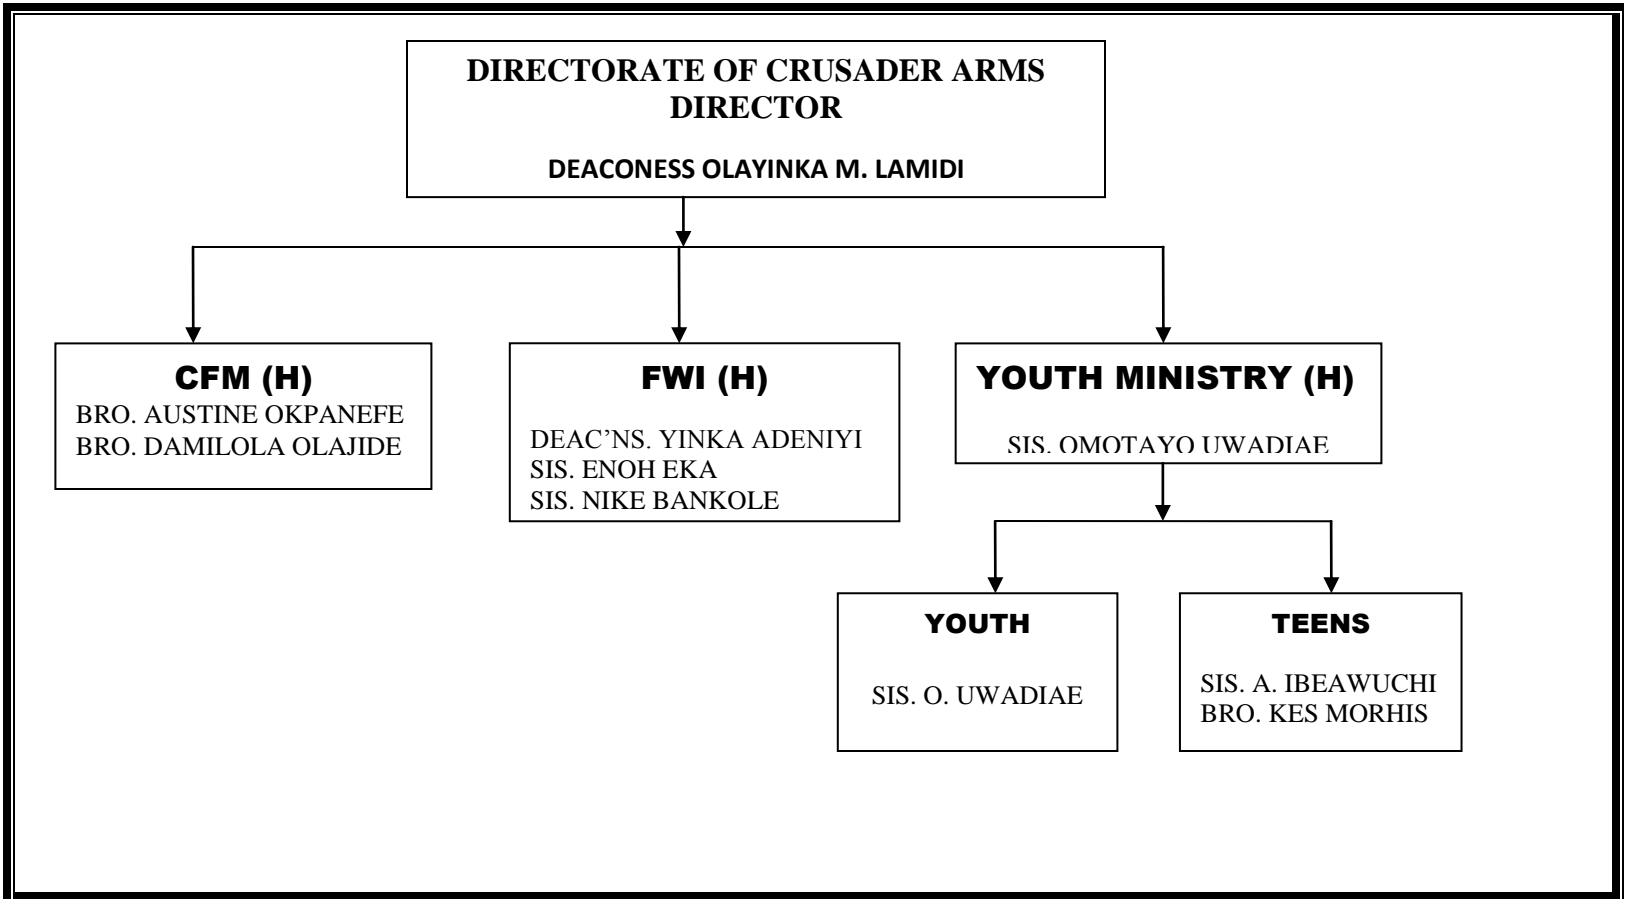 DIRECTORATE OF CRUSADER ARMS
DIRECTOR
DEACONESS OLAYINKA M. LAMIDI
CFM (H)
BRO. AUSTINE OKPANEFE
BRO. DAMILOLA OLAJIDE
FWI (H)
DEAC’NS. YINKA ADENIYI
SIS. ENOH EKA
SIS. NIKE BANKOLE
YOUTH MINISTRY (H)
SIS. OMOTAYO UWADIAE
YOUTH
SIS. O. UWADIAE
TEENS
SIS. A. IBEAWUCHI
BRO. KES MORHIS